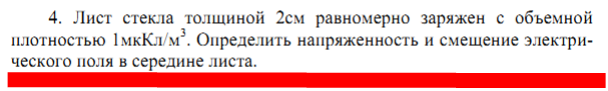 4. Лист стекла толщиной 2см равномерно заряжен с объемной
плотностью 1мкКл/м³. Определить напряженность и смещение электри-
ческого поля в середине листа.